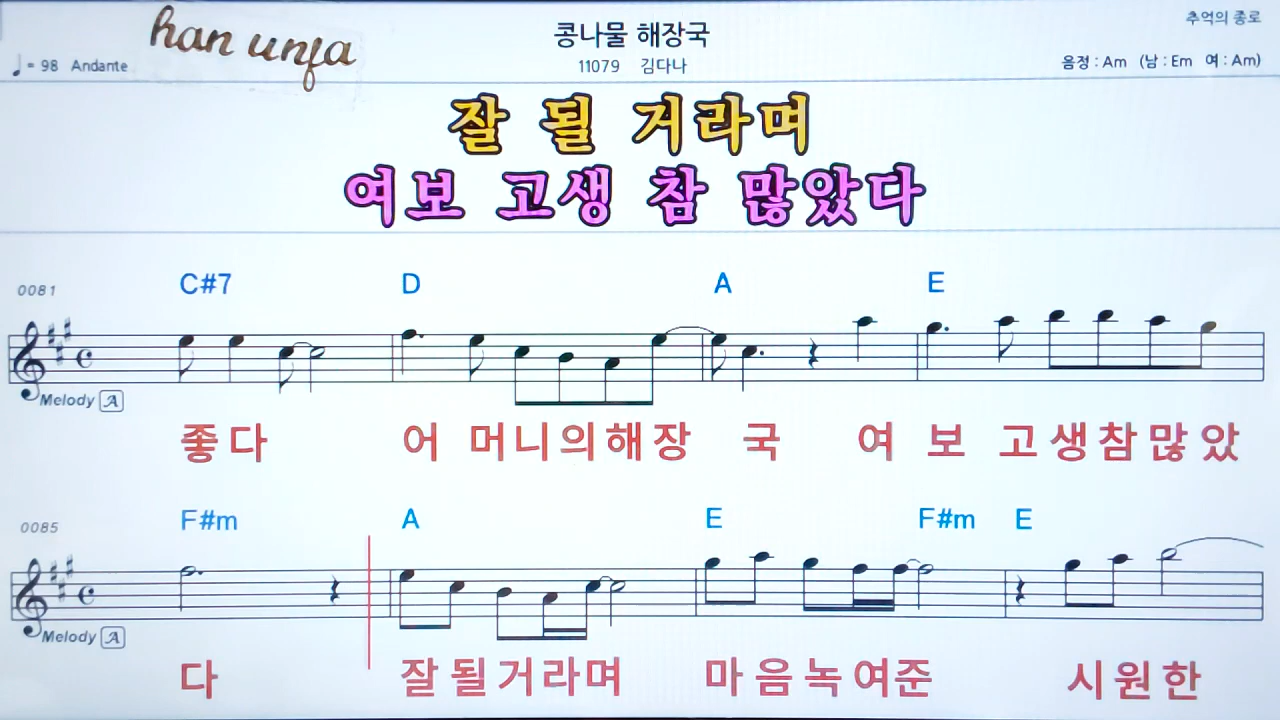 han unfa
콩나물 해장국
추억의 종로
♩= 98 Andante
11079 김다나
음정 : Am (남 : Em 여 : Am)
잘 될 거라며
여보 고생 참 많았다
0081 C#7 D A E
Melody A
좋다 어 머니의해장 국 여 보 고생참많았
0085 F#m A E F#m E
Melody A
다 잘될거라며 마음녹여준 시원한